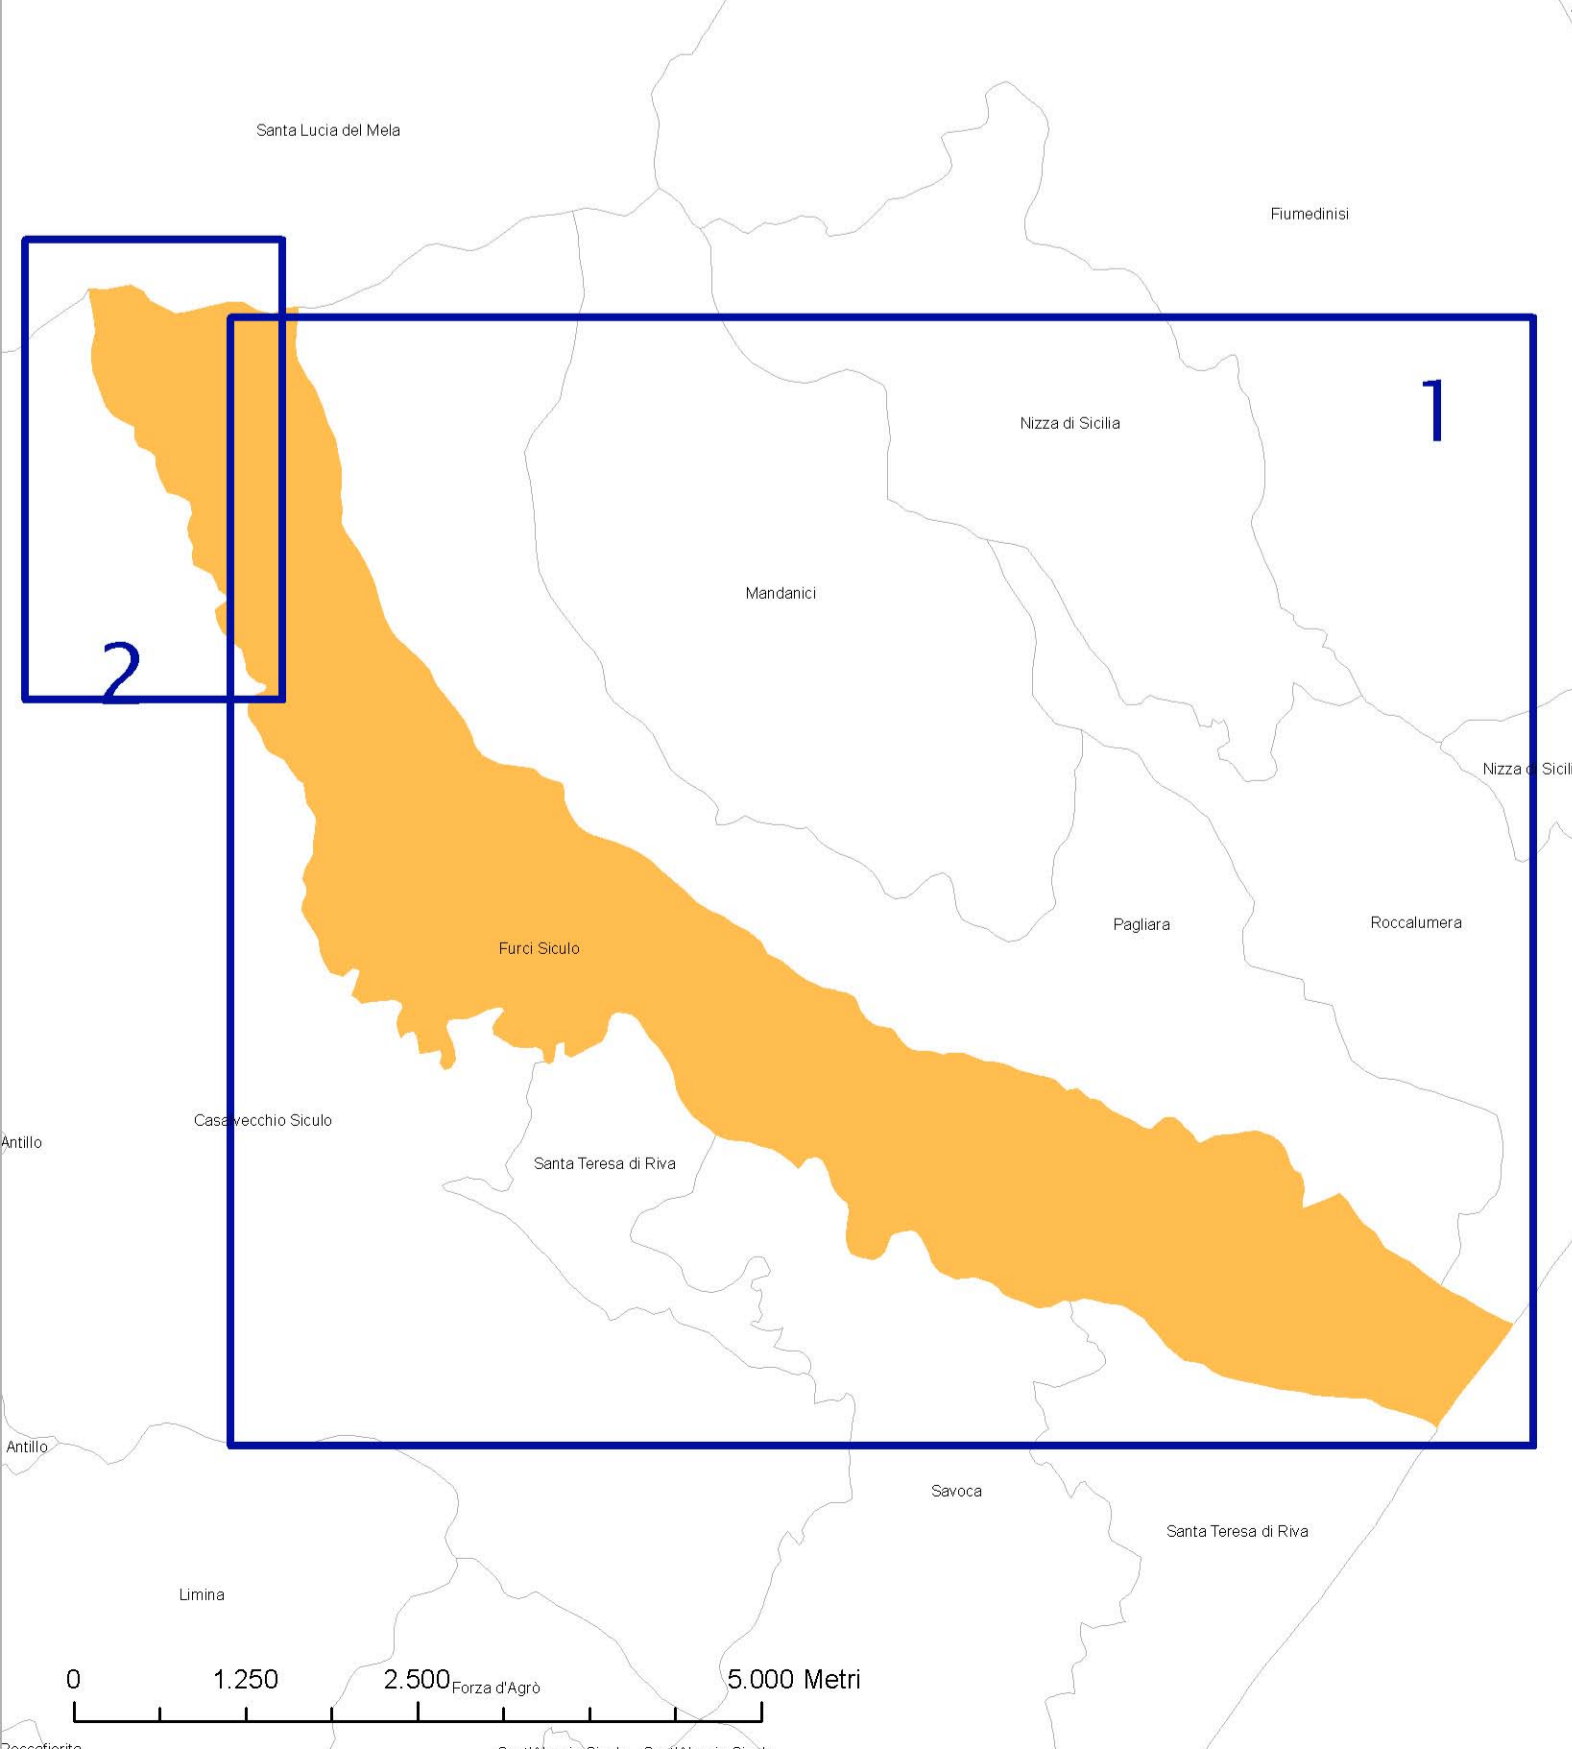 Santa Lucia del Mela
Fiumedinisi
1
Nizza di Sicilia
Mandanici
2
Nizza di Sicili
Pagliara
Roccalumera
Furci Siculo
Casalvecchio Siculo
Antillo
Santa Teresa di Riva
Antillo
Savoca
Santa Teresa di Riva
Limina
0 1.250 2.500 5.000 Metri
Forza d'Agrò